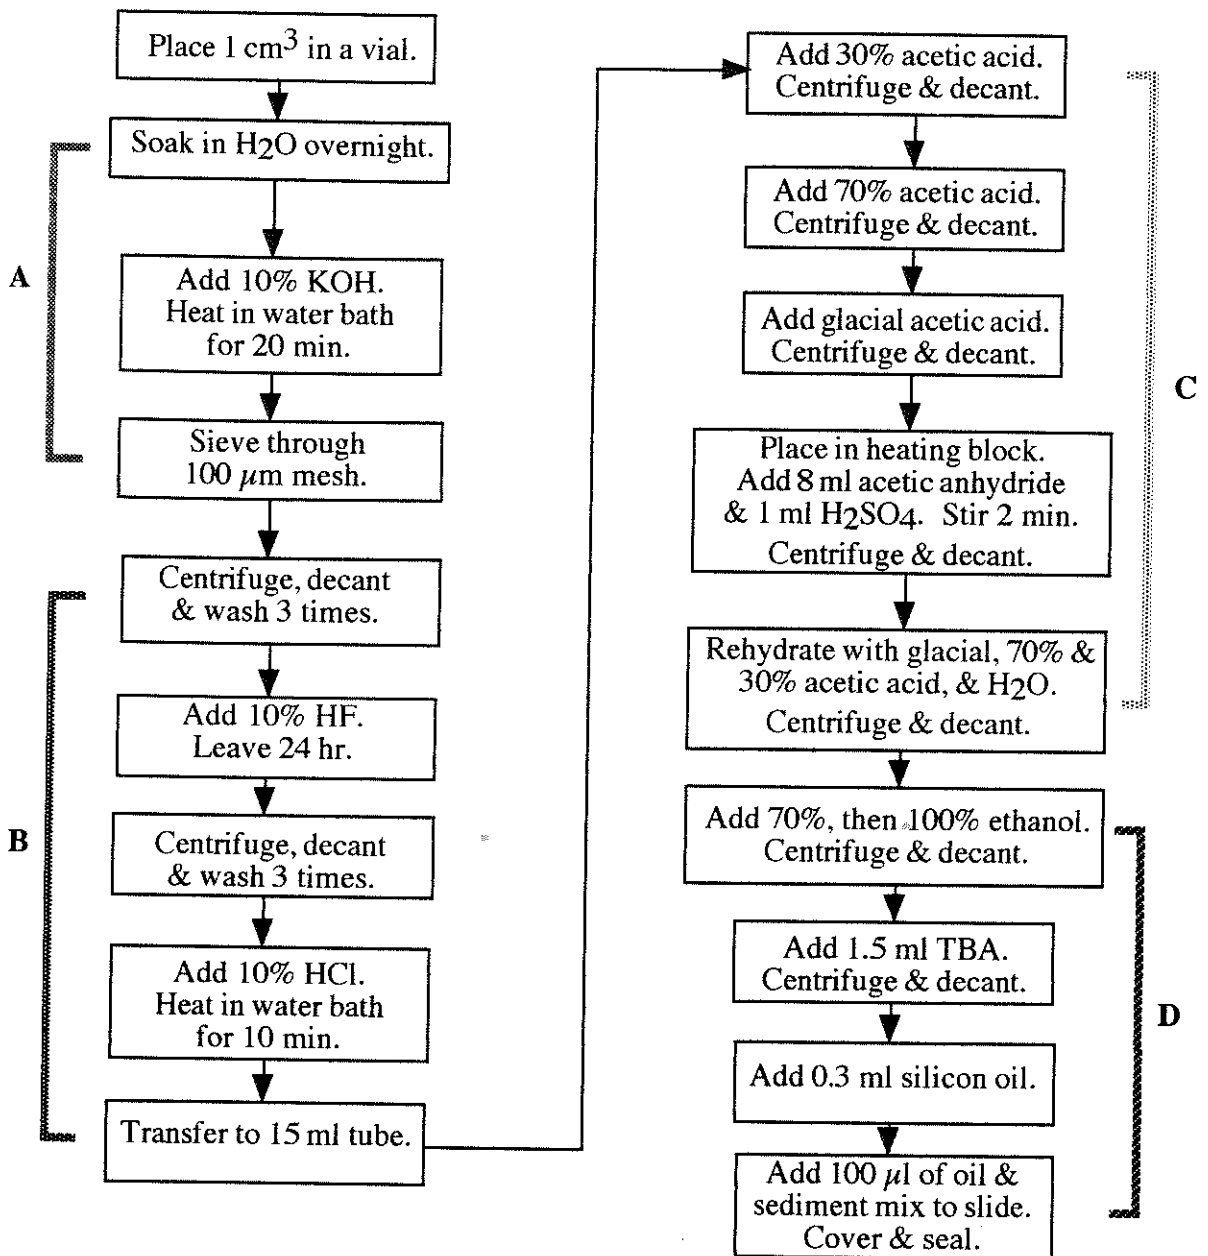 Place 1 cm3 in a vial.
Soak in H2O overnight.
A
Add 10% KOH.
Heat in water bath
for 20 min.
Sieve through
100 µm mesh.
Centrifuge, decant
& wash 3 times.
Add 10% HF.
Leave 24 hr.
B
Centrifuge, decant
& wash 3 times.
Add 10% HCl.
Heat in water bath
for 10 min.
Transfer to 15 ml tube.
Add 30% acetic acid.
Centrifuge & decant.
Add 70% acetic acid.
Centrifuge & decant.
Add glacial acetic acid.
Centrifuge & decant.
C
Place in heating block.
Add 8 ml acetic anhydride
& 1 ml H2SO4. Stir 2 min.
Centrifuge & decant.
Rehydrate with glacial, 70% &
30% acetic acid, & H2O.
Centrifuge & decant.
Add 70%, then 100% ethanol.
Centrifuge & decant.
Add 1.5 ml TBA.
Centrifuge & decant.
D
Add 0.3 ml silicon oil.
Add 100 µl of oil &
sediment mix to slide.
Cover & seal.